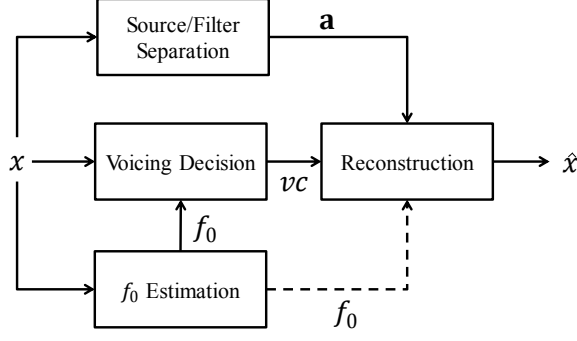 Source/Filter
Separation
a
x
Voicing Decision
vc
Reconstruction
x̂
f₀
f₀ Estimation
f₀